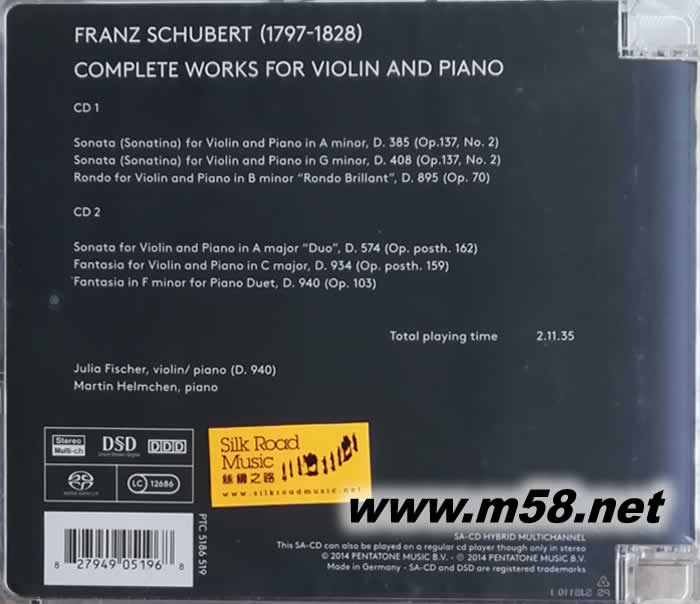 FRANZ SCHUBERT (1797-1828)
COMPLETE WORKS FOR VIOLIN AND PIANO
CD 1
Sonata (Sonatina) for Violin and Piano in A minor, D. 385 (Op.137, No. 2)
Sonata (Sonatina) for Violin and Piano in G minor, D. 408 (Op.137, No. 2)
Rondo for Violin and Piano in B minor "Rondo Brillant", D. 895 (Op. 70)
CD 2
Sonata for Violin and Piano in A major "Duo", D. 574 (Op. posth. 162)
Fantasia for Violin and Piano in C major, D. 934 (Op. posth. 159)
Fantasia in F minor for Piano Duet, D. 940 (Op. 103)
Total playing time 2.11.35
Julia Fischer, violin/ piano (D. 940)
Martin Helmchen, piano
Stereo
Multi-ch
DSD
Direct Stream Digital
DDD
SUPER AUDIO CD
LC 12686
Silk Road
Music
絲綢之路
www.silkroadmusic.net
www.m58.net
PTC 5186 519
8 27949 05196 8
SA-CD HYBRID MULTICHANNEL
This SA-CD can also be played on a regular cd player though only in stereo
© 2014 PENTATONE MUSIC B.V. - ℗ 2014 PENTATONE MUSIC B.V.
Made in Germany - SA-CD and DSD are registered trademarks